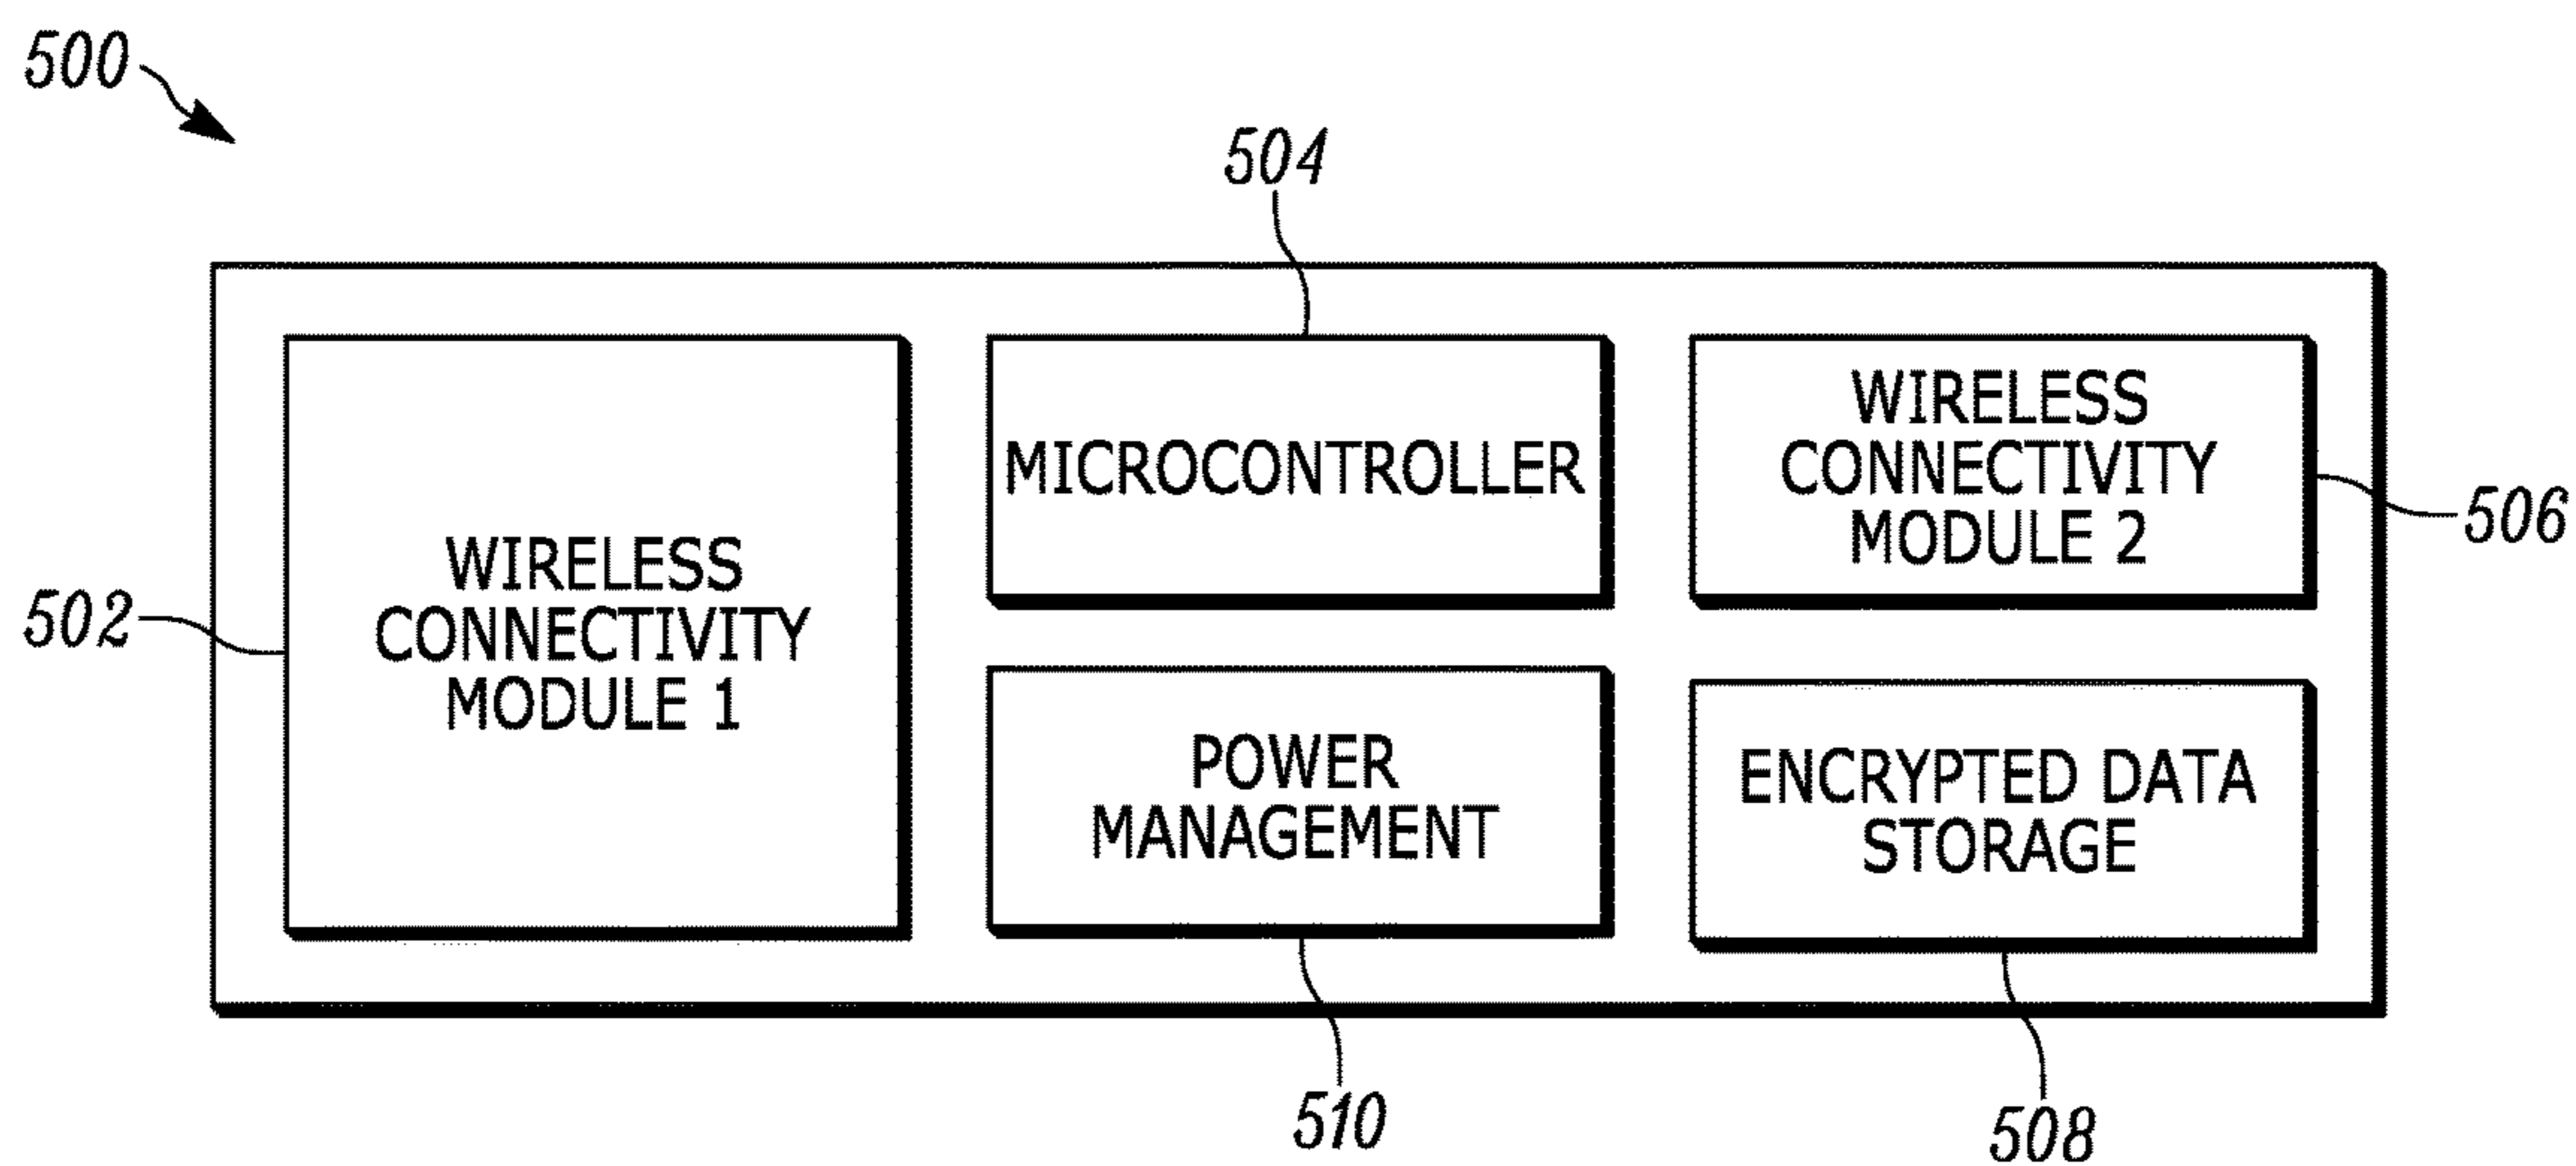 500
504
WIRELESS
CONNECTIVITY
MODULE 1
502
MICROCONTROLLER
WIRELESS
CONNECTIVITY
MODULE 2
506
POWER
MANAGEMENT
ENCRYPTED DATA
STORAGE
510
508